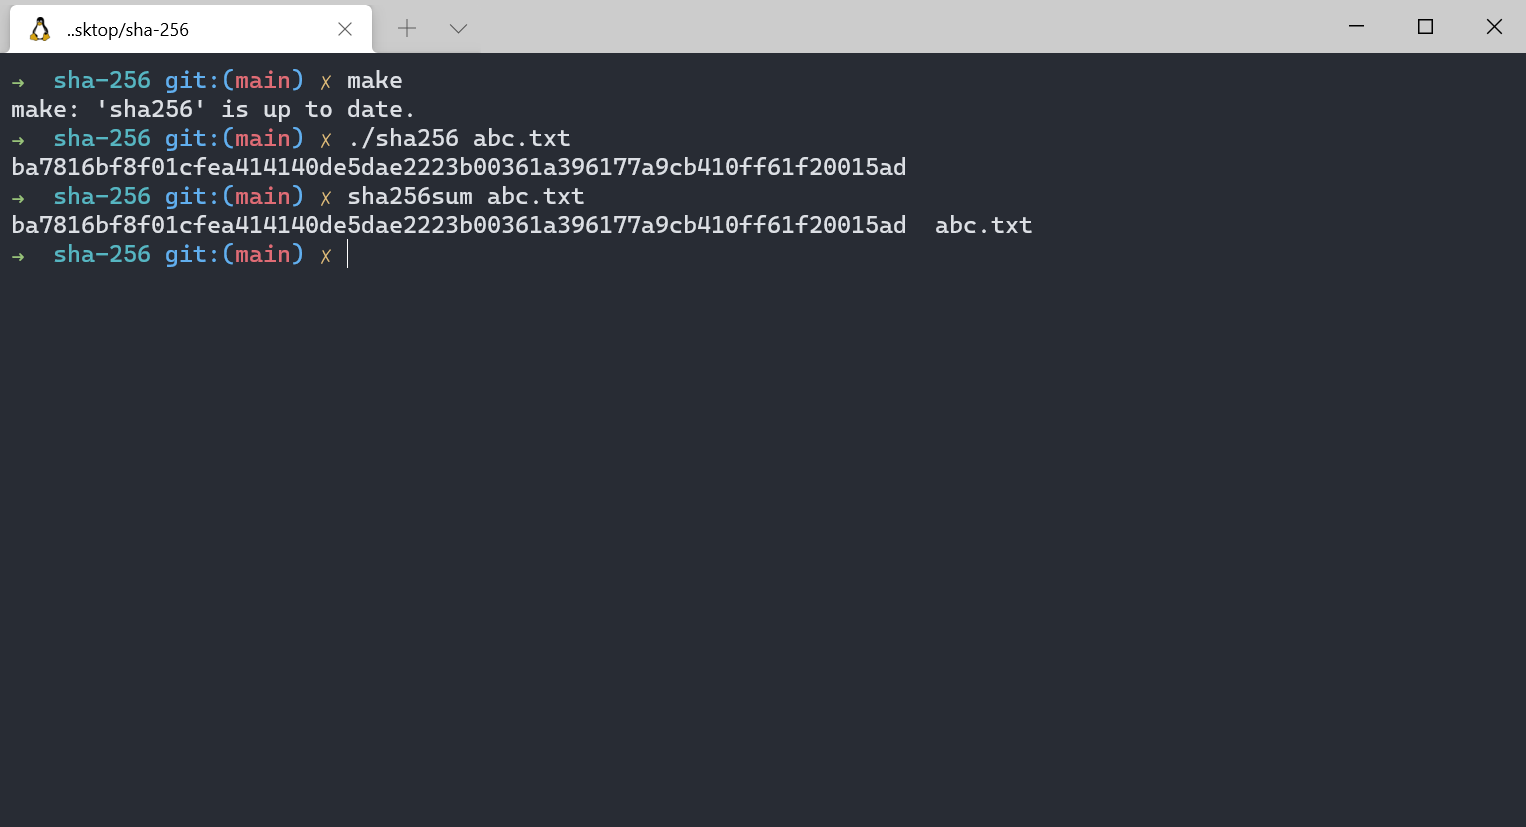 ..sktop/sha-256
→ sha-256 git:(main) ✗ make
make: 'sha256' is up to date.
→ sha-256 git:(main) ✗ ./sha256 abc.txt
ba7816bf8f01cfea414140de5dae2223b00361a396177a9cb410ff61f20015ad
→ sha-256 git:(main) ✗ sha256sum abc.txt
ba7816bf8f01cfea414140de5dae2223b00361a396177a9cb410ff61f20015ad  abc.txt
→ sha-256 git:(main) ✗